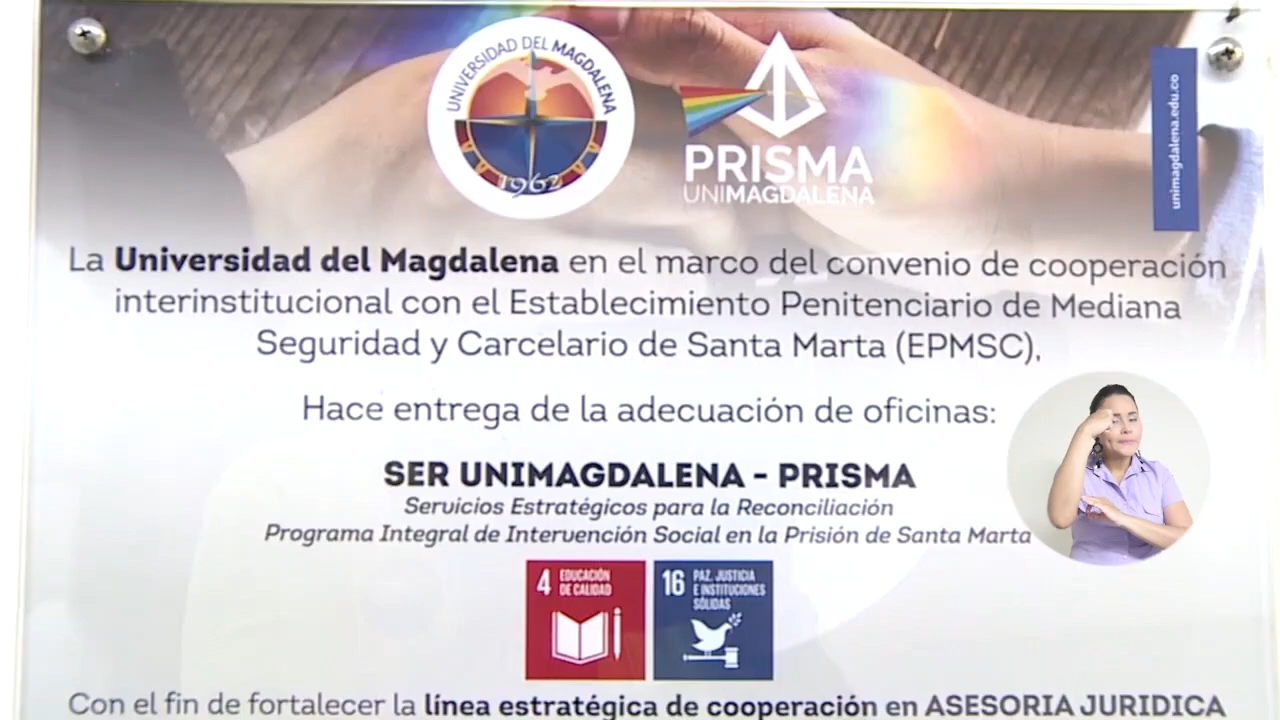 UNIVERSIDAD DEL MAGDALENA
1962
PRISMA
UNIMAGDALENA
unimagdalena.edu.co
La Universidad del Magdalena en el marco del convenio de cooperación
interinstitucional con el Establecimiento Penitenciario de Mediana
Seguridad y Carcelario de Santa Marta (EPMSC),
Hace entrega de la adecuación de oficinas:
SER UNIMAGDALENA - PRISMA
Servicios Estratégicos para la Reconciliación
Programa Integral de Intervención Social en la Prisión de Santa Marta
4 EDUCACIÓN
DE CALIDAD
16 PAZ, JUSTICIA
E INSTITUCIONES
SÓLIDAS
Con el fin de fortalecer la línea estratégica de cooperación en ASESORIA JURIDICA